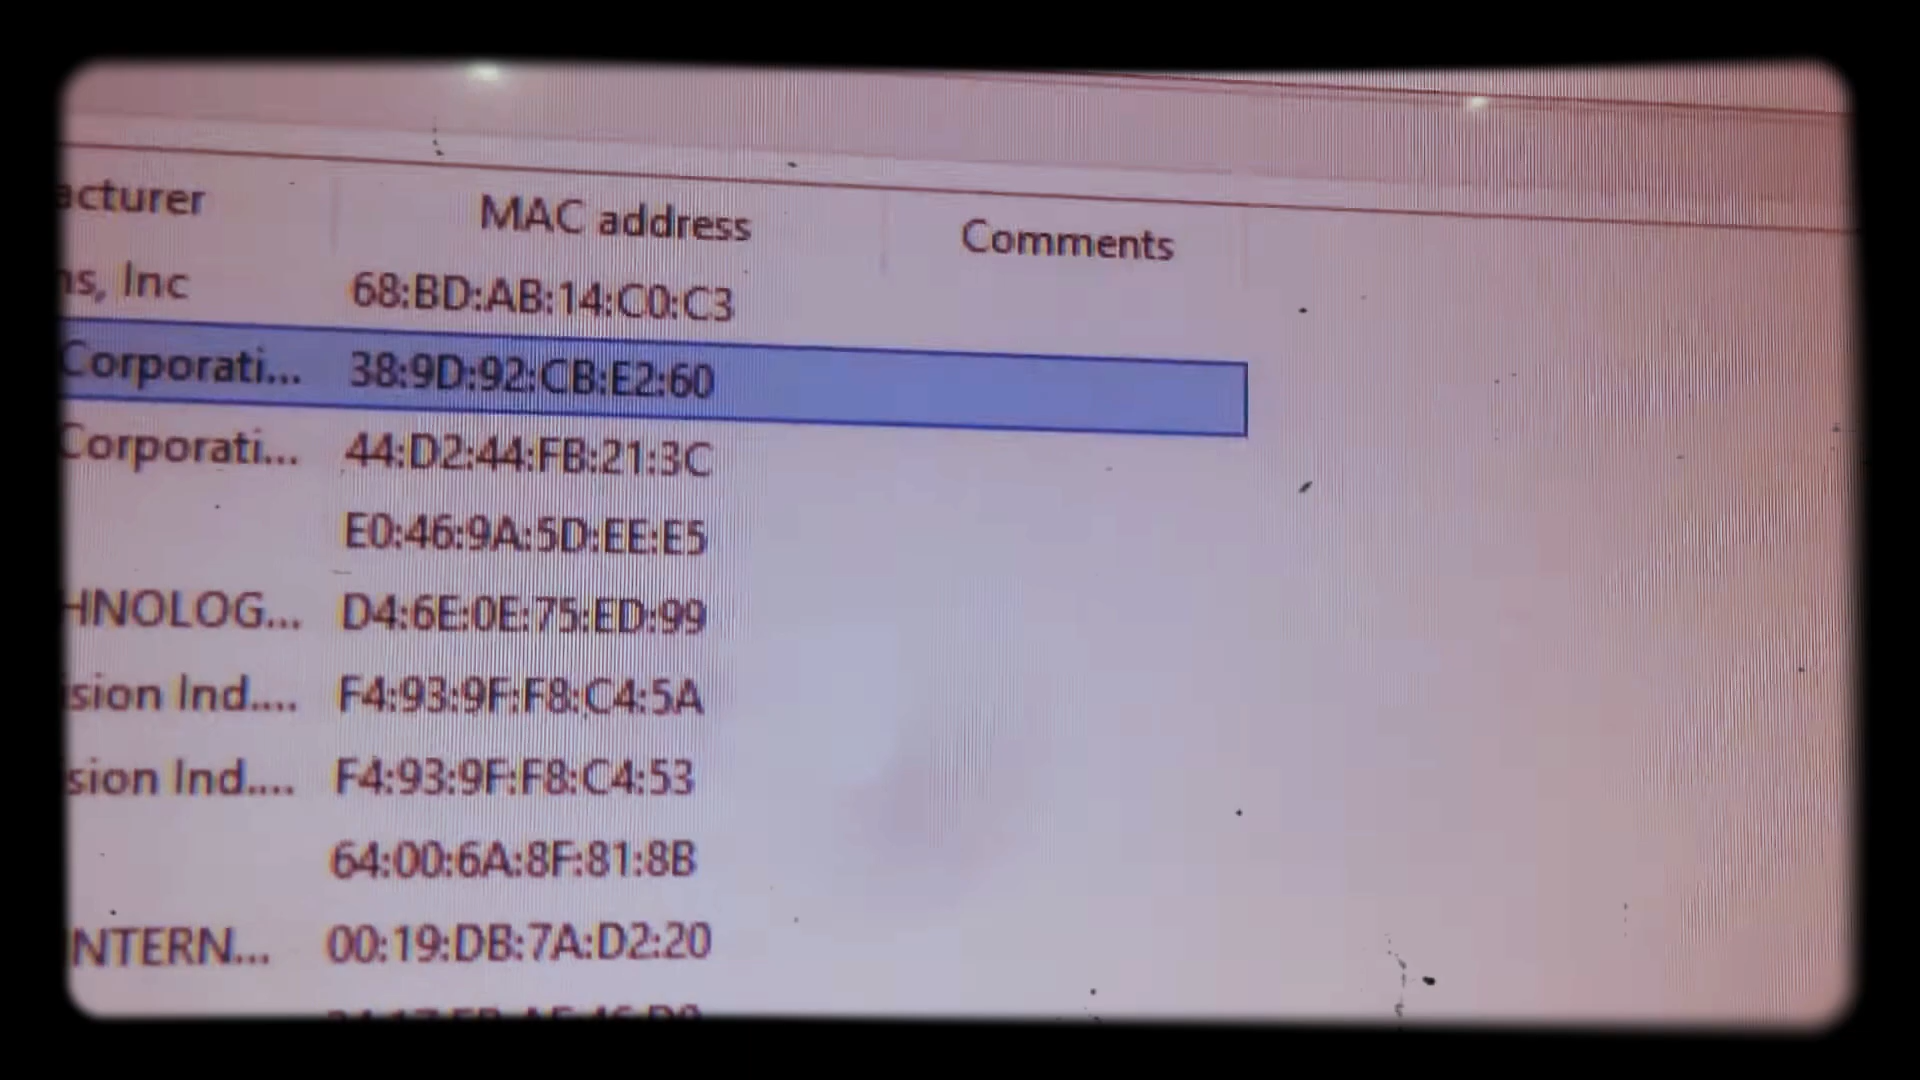 acturer MAC address Comments
ns, Inc 68:BD:AB:14:C0:C3
Corporati... 38:9D:92:CB:E2:60
Corporati... 44:D2:44:FB:21:3C
E0:46:9A:5D:EE:E5
HNOLOG... D4:6E:0E:75:ED:99
ision Ind.... F4:93:9F:F8:C4:5A
sion Ind.... F4:93:9F:F8:C4:53
64:00:6A:8F:81:8B
INTERN... 00:19:DB:7A:D2:20